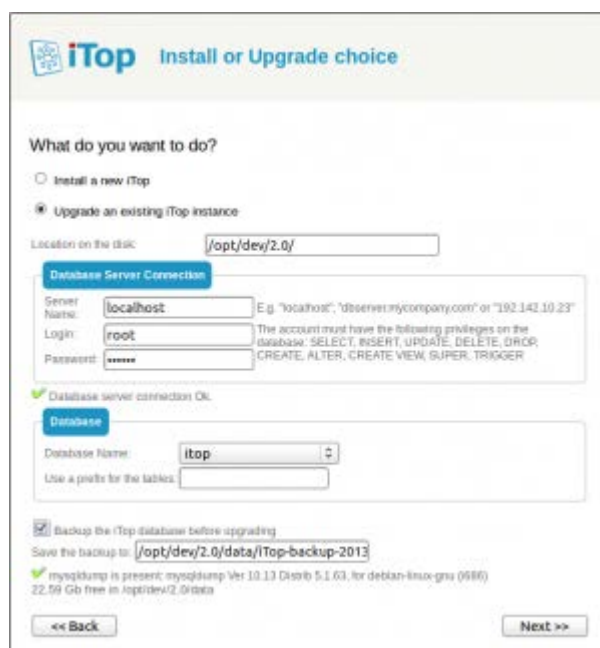 iTop Install or Upgrade choice
What do you want to do?
Install a new iTop
Upgrade an existing iTop instance
Location on the disk: /opt/dev/2.0/
Database Server Connection
Server Name: localhost E.g. "localhost", "dbserver.mycompany.com" or "192.142.10.23"
Login: root The account must have the following privileges on the
database: SELECT, INSERT, UPDATE, DELETE, DROP,
Password: •••••• CREATE, ALTER, CREATE VIEW, SUPER, TRIGGER
Database server connection Ok.
Database
Database Name: itop
Use a prefix for the tables:
Backup the iTop database before upgrading
Save the backup to: /opt/dev/2.0/data/iTop-backup-2013
mysqldump is present: mysqldump Ver 10.13 Distrib 5.1.63, for debian-linux-gnu (i686)
22.59 Gb free in /opt/dev/2.0/data
<< Back
Next >>